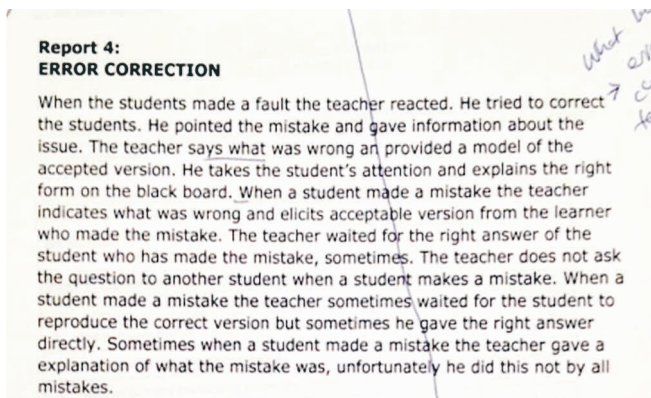 Report 4:
ERROR CORRECTION
When the students made a fault the teacher reacted. He tried to correct
the students. He pointed the mistake and gave information about the
issue. The teacher says what was wrong an provided a model of the
accepted version. He takes the student's attention and explains the right
form on the black board. When a student made a mistake the teacher
indicates what was wrong and elicits acceptable version from the learner
who made the mistake. The teacher waited for the right answer of the
student who has made the mistake, sometimes. The teacher does not ask
the question to another student when a student makes a mistake. When a
student made a mistake the teacher sometimes waited for the student to
reproduce the correct version but sometimes he gave the right answer
directly. Sometimes when a student made a mistake the teacher gave a
explanation of what the mistake was, unfortunately he did this not by all
mistakes.
What